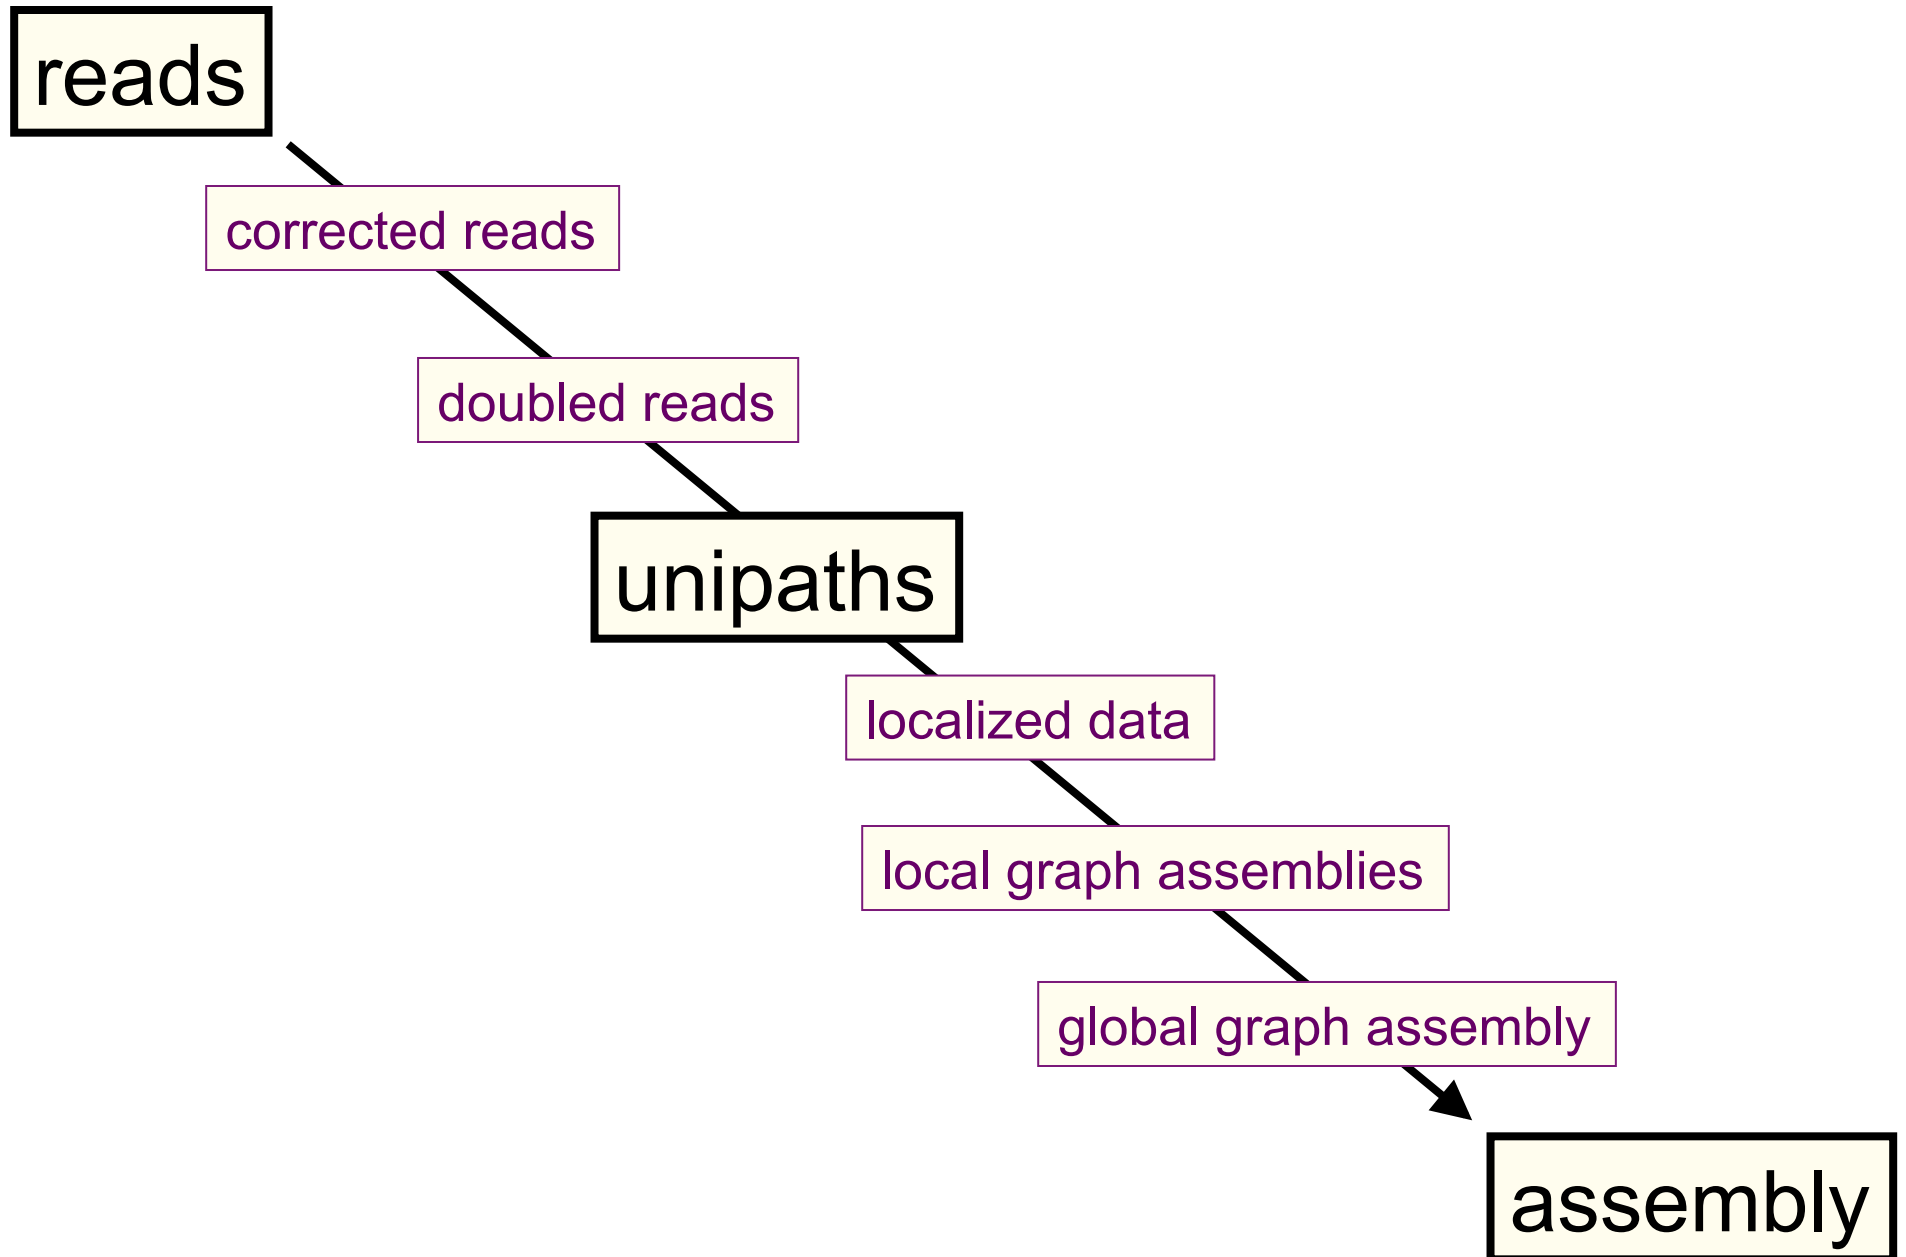 reads
corrected reads
doubled reads
unipaths
localized data
local graph assemblies
global graph assembly
assembly